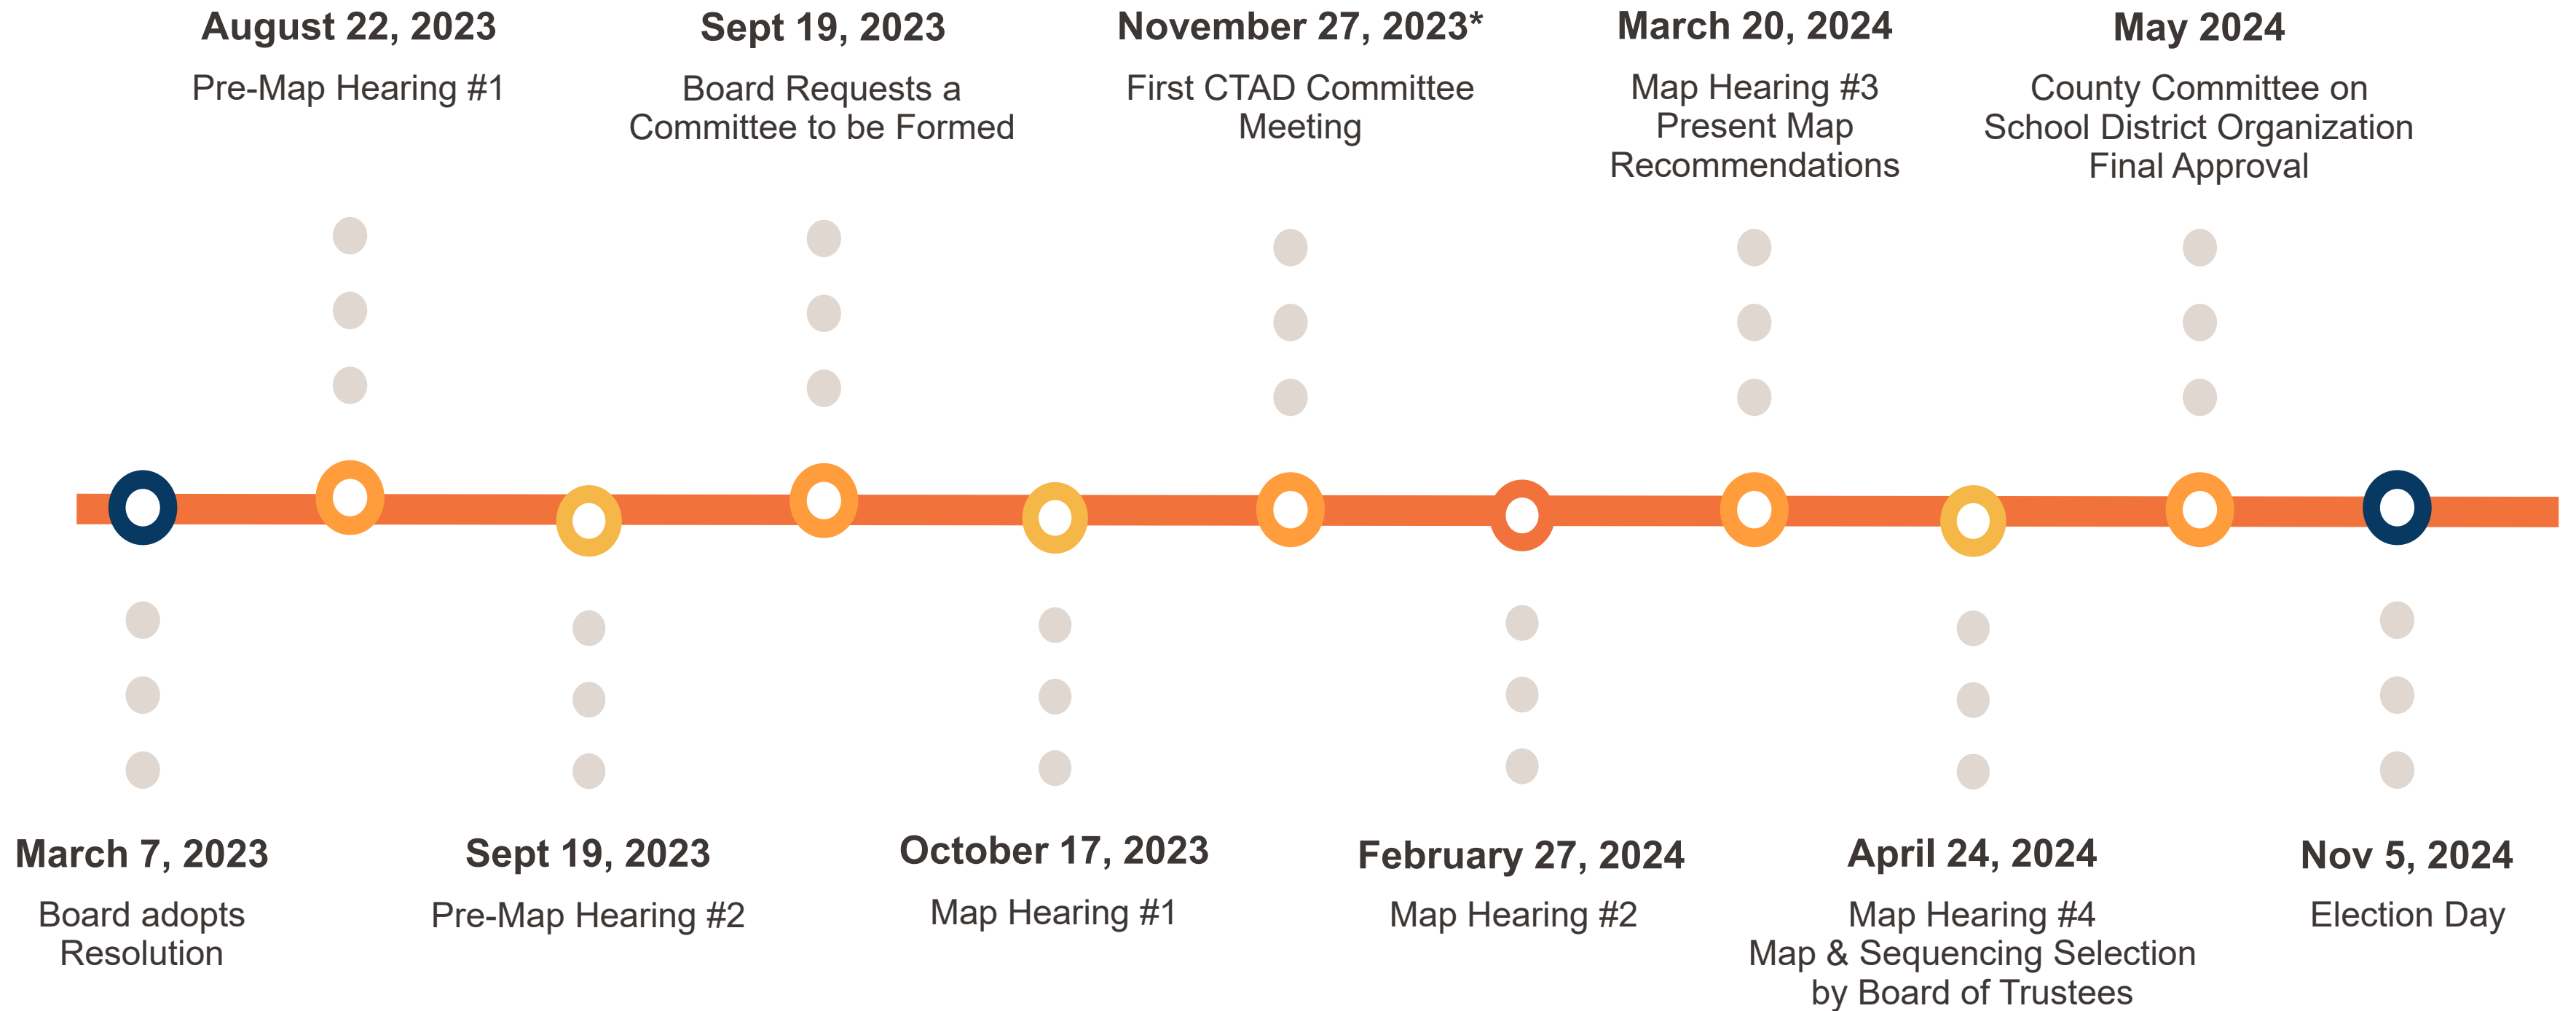 August 22, 2023
Pre-Map Hearing #1
Sept 19, 2023
Board Requests a
Committee to be Formed
November 27, 2023*
First CTAD Committee
Meeting
March 20, 2024
Map Hearing #3
Present Map
Recommendations
May 2024
County Committee on
School District Organization
Final Approval
March 7, 2023
Board adopts
Resolution
Sept 19, 2023
Pre-Map Hearing #2
October 17, 2023
Map Hearing #1
February 27, 2024
Map Hearing #2
April 24, 2024
Map Hearing #4
Map & Sequencing Selection
by Board of Trustees
Nov 5, 2024
Election Day